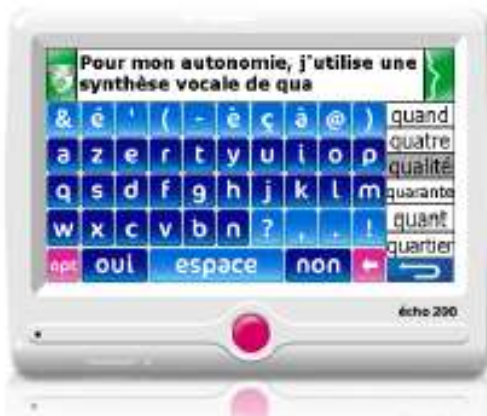 Pour mon autonomie, j'utilise une
synthèse vocale de qua
& é ' ( - è ç à @ ) quand
a z e r t y u i o p quatre
qualité
q s d f g h j k l m quarante
w x c v b n ? , . ! quant
quartier
opt oui espace non
écho 200